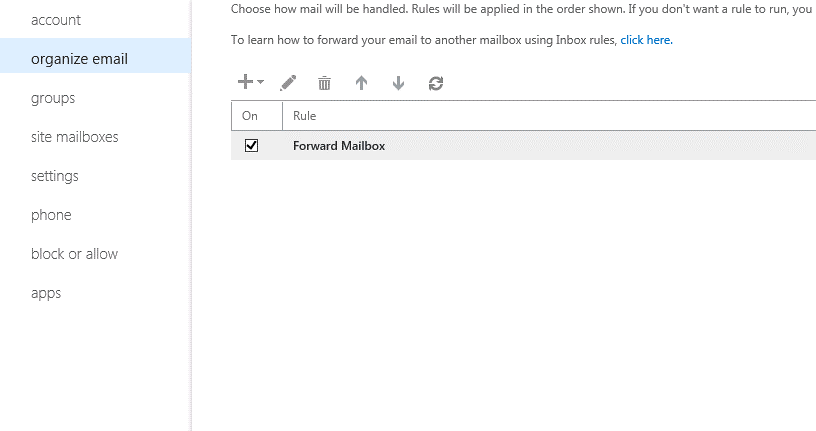 account
organize email
groups
site mailboxes
settings
phone
block or allow
apps
Choose how mail will be handled. Rules will be applied in the order shown. If you don't want a rule to run, you
To learn how to forward your email to another mailbox using Inbox rules, click here.
On Rule
Forward Mailbox